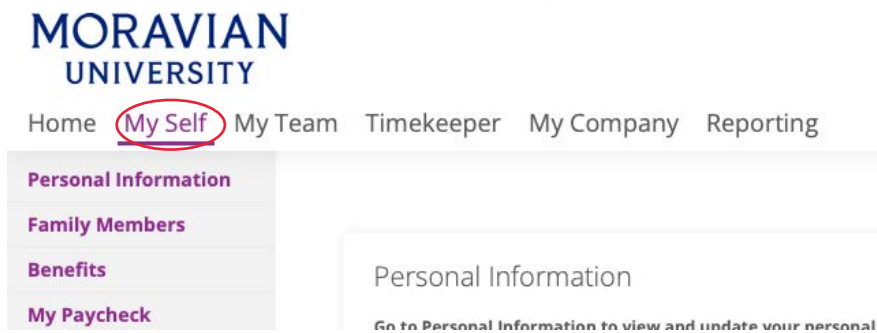 MORAVIAN
UNIVERSITY
Home My Self My Team Timekeeper My Company Reporting
Personal Information
Family Members
Benefits
My Paycheck
Personal Information
Go to Personal Information to view and update your personal